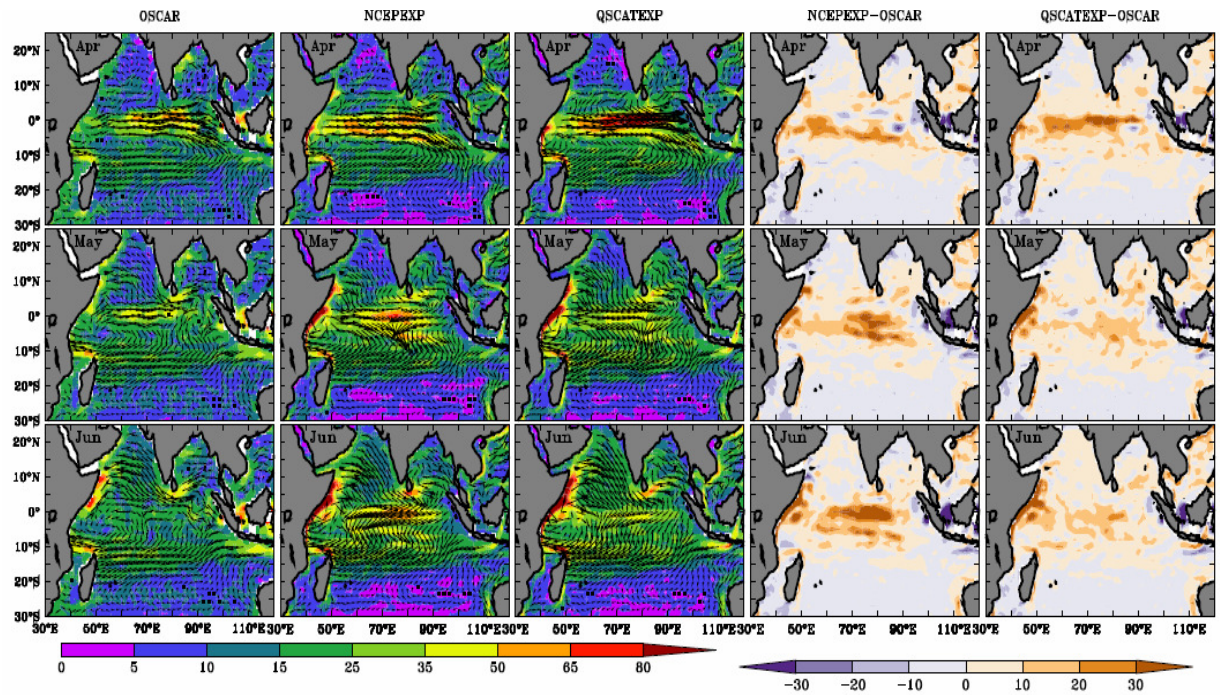 OSCAR NCEPEXP QSCATEXP NCEPEXP-OSCAR QSCATEXP-OSCAR
20°N Apr Apr Apr Apr Apr
10°N
0°
10°S
20°S
30°S
20°N May May May May May
10°N
0°
10°S
20°S
30°S
20°N Jun Jun Jun Jun Jun
10°N
0°
10°S
20°S
30°S
30°E 50°E 70°E 90°E 110°E 30°E 50°E 70°E 90°E 110°E 30°E 50°E 70°E 90°E 110°E 30°E 50°E 70°E 90°E 110°E 30°E 50°E 70°E 90°E 110°E
0 5 10 15 25 35 50 65 80
-30 -20 -10 0 10 20 30